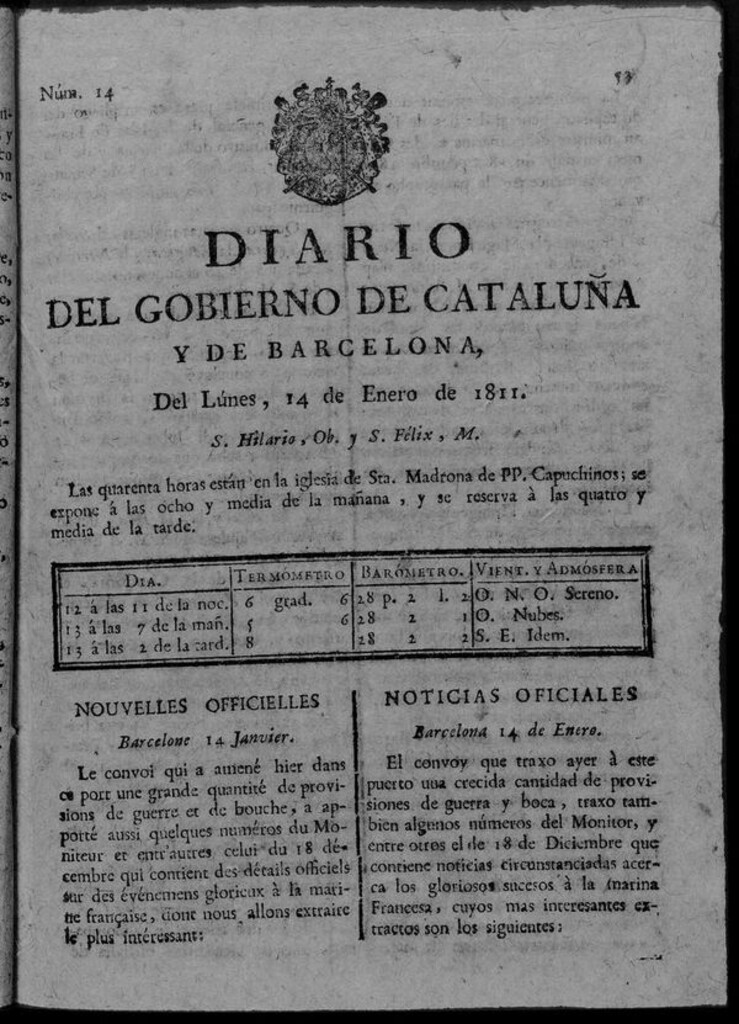 Núm. 14
53
DIARIO
DEL GOBIERNO DE CATALUÑA
Y DE BARCELONA,
Del Lúnes, 14 de Enero de 1811.
S. Hilario, Ob. y S. Félix, M.
Las quarenta horas están en la iglesia de Sta. Madrona de PP. Capuchinos; se
expone á las ocho y media de la mañana, y se reserva à las quatro y
media de la tarde.
DIA. TERMÓMETRO BARÓMETRO. VIENT. Y ADMÓSFERA
12 á las 11 de la noc. 6 grad. 6 28 p. 2 l. 2 O. N. O. Sereno.
13 á las 7 de la mañ. 5 6 28 2 1 O. Nubes.
13 á las 2 de la tard. 8 28 2 2 S. E. Idem.
NOUVELLES OFFICIELLES
Barcelone 14 Janvier.
Le convoi qui a amené hier dans
ce port une grande quantité de provi-
sions de guerre et de bouche, a ap-
porté aussi quelques numéros du Mo-
niteur et entr'autres celui du 18 dé-
cembre qui contient des détails officiels
sur des événemens glorieux à la mari-
ne française, donc nous allons extraire
le plus intéressant:
NOTICIAS OFICIALES
Barcelona 14 de Enero.
El convoy que traxo ayer à este
puerto una crecida cantidad de provi-
siones de guerra y boca, traxo tam-
bien algunos números del Monitor, y
entre otros el de 18 de Diciembre que
contiene noticias circunstanciadas acer-
ca los gloriosos sucesos à la marina
Francesa, cuyos mas interesantes ex-
tractos son los siguientes: